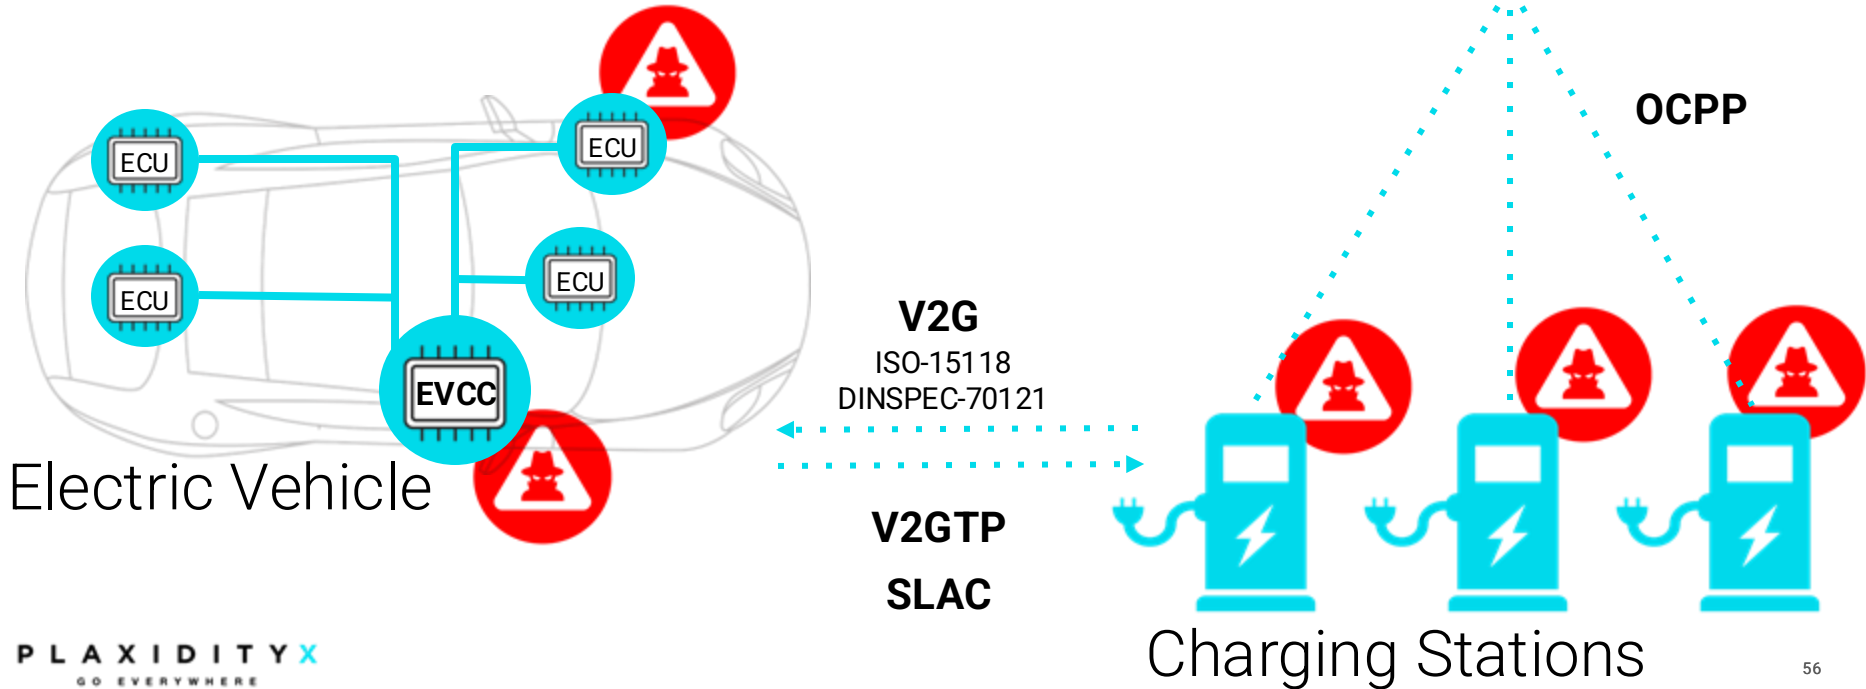 OCPP
ECU
ECU
ECU
ECU
EVCC
V2G
ISO-15118
DINSPEC-70121
Electric Vehicle
V2GTP
SLAC
Charging Stations
PLAXIDITYX
GO EVERYWHERE
56